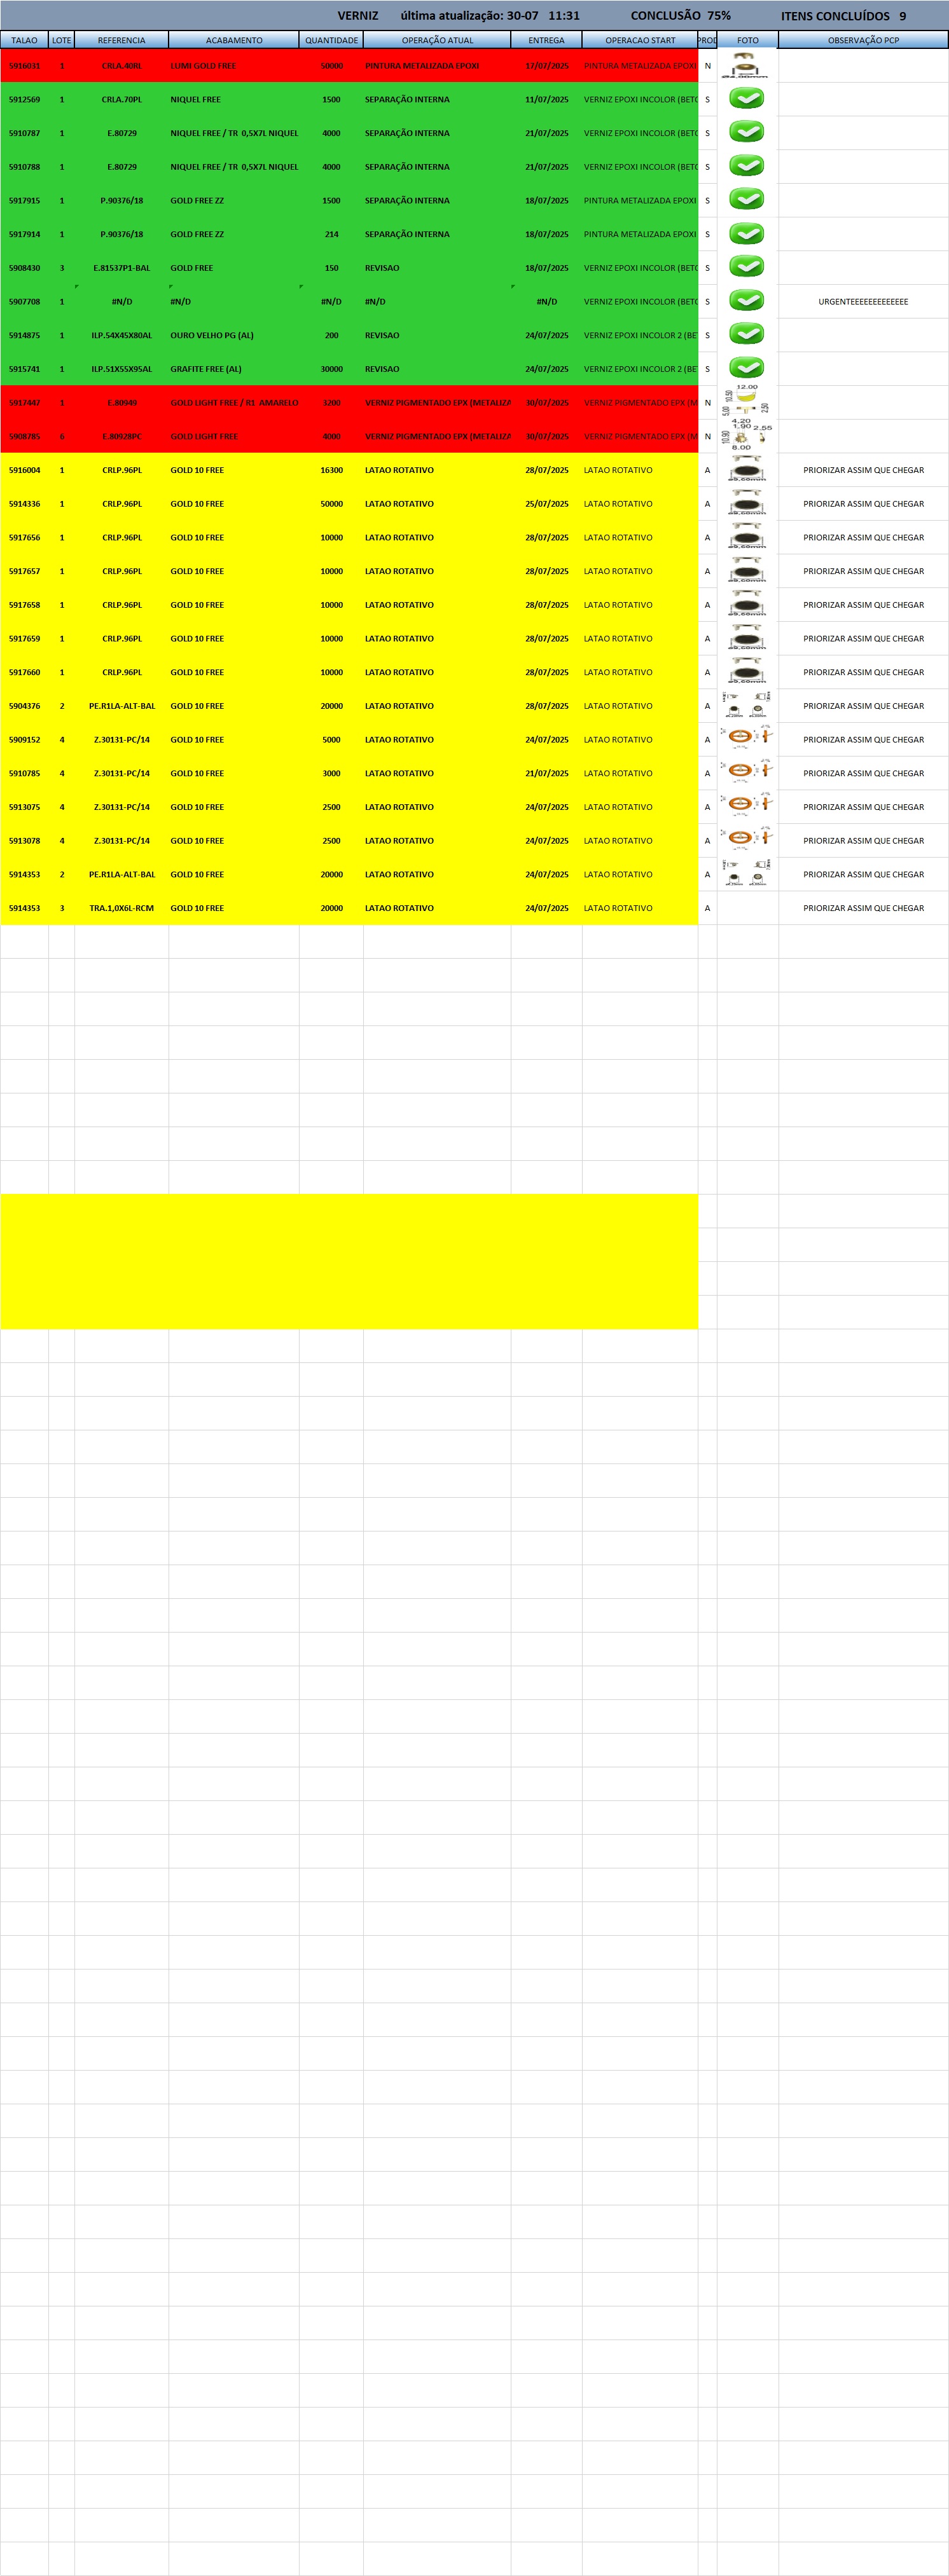 VERNIZ última atualização: 30-07 11:31 CONCLUSÃO 75% ITENS CONCLUÍDOS 9
TALAO LOTE REFERENCIA ACABAMENTO QUANTIDADE OPERAÇÃO ATUAL ENTREGA OPERACAO START PROD FOTO OBSERVAÇÃO PCP
5916031 1 CRLA.40RL LUMI GOLD FREE 50000 PINTURA METALIZADA EPOXI 17/07/2025 PINTURA METALIZADA EPOXI N
5912569 1 CRLA.70PL NIQUEL FREE 1500 SEPARAÇÃO INTERNA 11/07/2025 VERNIZ EPOXI INCOLOR (BETO S
5910787 1 E.80729 NIQUEL FREE / TR 0,5X7L NIQUEL 4000 SEPARAÇÃO INTERNA 21/07/2025 VERNIZ EPOXI INCOLOR (BETO S
5910788 1 E.80729 NIQUEL FREE / TR 0,5X7L NIQUEL 4000 SEPARAÇÃO INTERNA 21/07/2025 VERNIZ EPOXI INCOLOR (BETO S
5917915 1 P.90376/18 GOLD FREE ZZ 1500 SEPARAÇÃO INTERNA 18/07/2025 PINTURA METALIZADA EPOXI S
5917914 1 P.90376/18 GOLD FREE ZZ 214 SEPARAÇÃO INTERNA 18/07/2025 PINTURA METALIZADA EPOXI S
5908430 3 E.81537P1-BAL GOLD FREE 150 REVISAO 18/07/2025 VERNIZ EPOXI INCOLOR (BETO S
5907708 1 #N/D #N/D #N/D #N/D #N/D VERNIZ EPOXI INCOLOR (BETO S URGENTEEEEEEEEEEEEE
5914875 1 ILP.54X45X80AL OURO VELHO PG (AL) 200 REVISAO 24/07/2025 VERNIZ EPOXI INCOLOR 2 (BE S
5915741 1 ILP.51X55X95AL GRAFITE FREE (AL) 30000 REVISAO 24/07/2025 VERNIZ EPOXI INCOLOR 2 (BE S
5917447 1 E.80949 GOLD LIGHT FREE / R1 AMARELO 3200 VERNIZ PIGMENTADO EPX (METALIZA 30/07/2025 VERNIZ PIGMENTADO EPX (M N 12.00 10.50 5.00 2.50
5908785 6 E.80928PC GOLD LIGHT FREE 4000 VERNIZ PIGMENTADO EPX (METALIZA 30/07/2025 VERNIZ PIGMENTADO EPX (M N 4.20 1.90 2.55 10.90 8.00
5916004 1 CRLP.96PL GOLD 10 FREE 16300 LATAO ROTATIVO 28/07/2025 LATAO ROTATIVO A PRIORIZAR ASSIM QUE CHEGAR
5914336 1 CRLP.96PL GOLD 10 FREE 50000 LATAO ROTATIVO 25/07/2025 LATAO ROTATIVO A PRIORIZAR ASSIM QUE CHEGAR
5917656 1 CRLP.96PL GOLD 10 FREE 10000 LATAO ROTATIVO 28/07/2025 LATAO ROTATIVO A PRIORIZAR ASSIM QUE CHEGAR
5917657 1 CRLP.96PL GOLD 10 FREE 10000 LATAO ROTATIVO 28/07/2025 LATAO ROTATIVO A PRIORIZAR ASSIM QUE CHEGAR
5917658 1 CRLP.96PL GOLD 10 FREE 10000 LATAO ROTATIVO 28/07/2025 LATAO ROTATIVO A PRIORIZAR ASSIM QUE CHEGAR
5917659 1 CRLP.96PL GOLD 10 FREE 10000 LATAO ROTATIVO 28/07/2025 LATAO ROTATIVO A PRIORIZAR ASSIM QUE CHEGAR
5917660 1 CRLP.96PL GOLD 10 FREE 10000 LATAO ROTATIVO 28/07/2025 LATAO ROTATIVO A PRIORIZAR ASSIM QUE CHEGAR
5904376 2 PE.R1LA-ALT-BAL GOLD 10 FREE 20000 LATAO ROTATIVO 28/07/2025 LATAO ROTATIVO A PRIORIZAR ASSIM QUE CHEGAR
5909152 4 Z.30131-PC/14 GOLD 10 FREE 5000 LATAO ROTATIVO 24/07/2025 LATAO ROTATIVO A PRIORIZAR ASSIM QUE CHEGAR
5910785 4 Z.30131-PC/14 GOLD 10 FREE 3000 LATAO ROTATIVO 21/07/2025 LATAO ROTATIVO A PRIORIZAR ASSIM QUE CHEGAR
5913075 4 Z.30131-PC/14 GOLD 10 FREE 2500 LATAO ROTATIVO 24/07/2025 LATAO ROTATIVO A PRIORIZAR ASSIM QUE CHEGAR
5913078 4 Z.30131-PC/14 GOLD 10 FREE 2500 LATAO ROTATIVO 24/07/2025 LATAO ROTATIVO A PRIORIZAR ASSIM QUE CHEGAR
5914353 2 PE.R1LA-ALT-BAL GOLD 10 FREE 20000 LATAO ROTATIVO 24/07/2025 LATAO ROTATIVO A PRIORIZAR ASSIM QUE CHEGAR
5914353 3 TRA.1,0X6L-RCM GOLD 10 FREE 20000 LATAO ROTATIVO 24/07/2025 LATAO ROTATIVO A PRIORIZAR ASSIM QUE CHEGAR